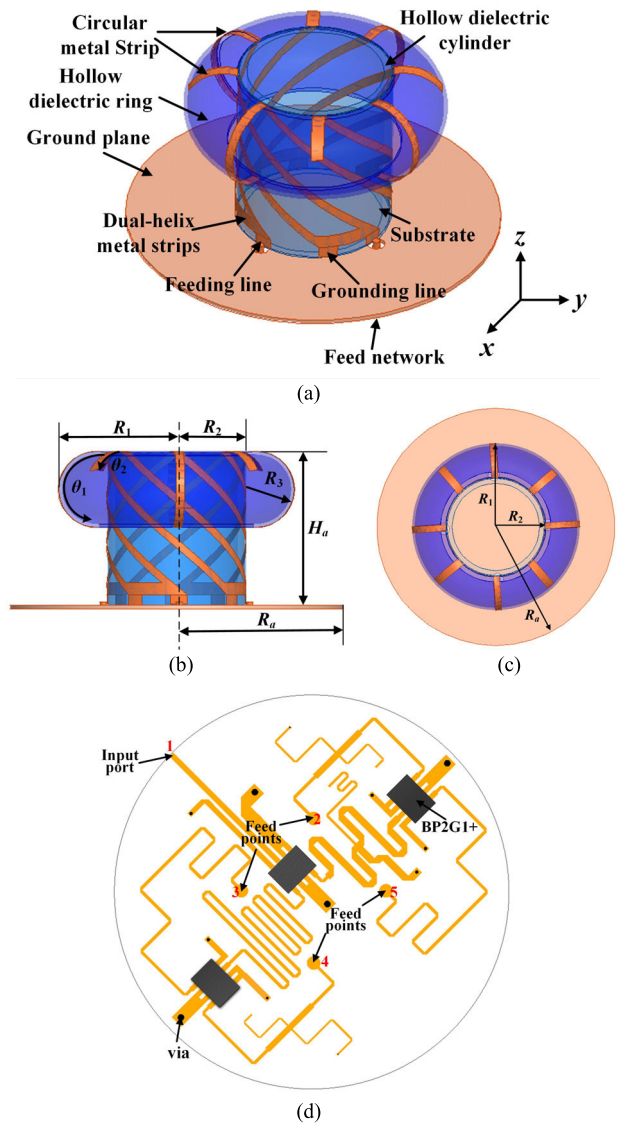 Circular
metal Strip
Hollow
dielectric ring
Ground plane
Hollow dielectric
cylinder
Dual-helix
metal strips
Feeding line
Substrate
Grounding line
Feed network
z
y
x
(a)
R1
R2
θ1
θ2
R3
Ha
Ra
(b)
R1
R2
Ra
(c)
1
Input
port
Feed
points
2
BP2G1+
3
Feed
points
5
4
via
(d)